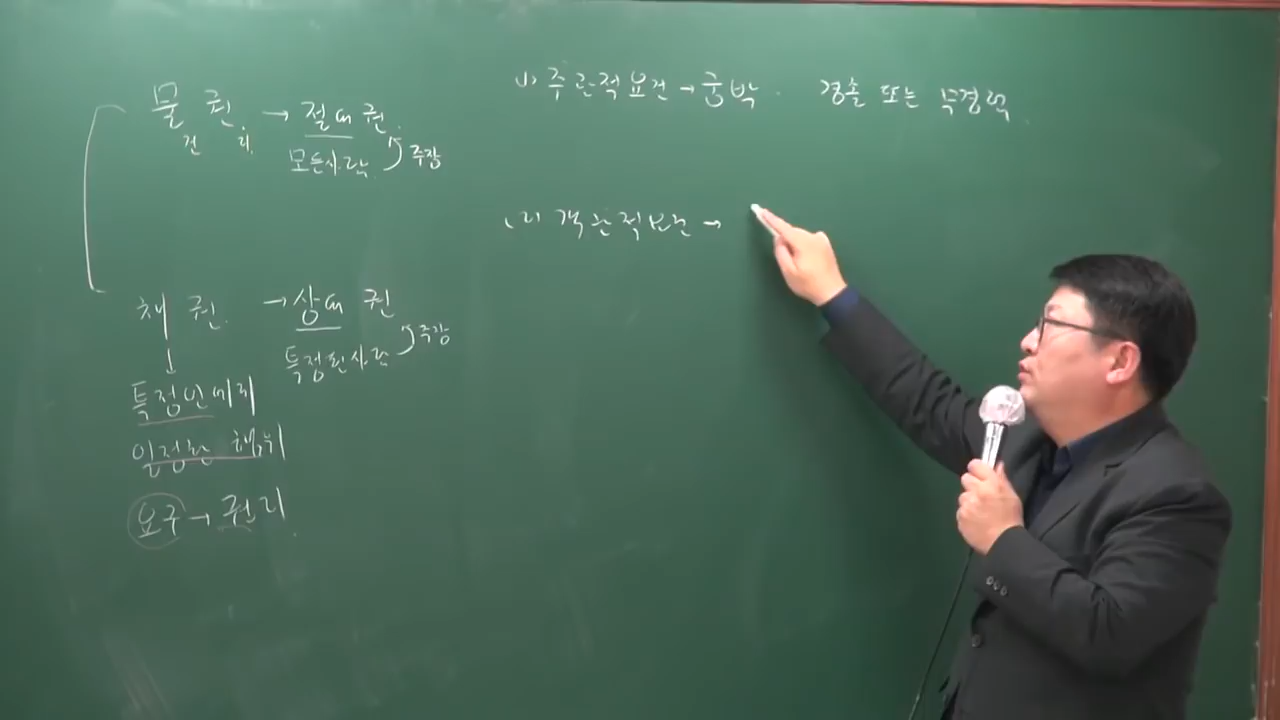 물권. → 절대권.
건 리.
모든사람 주장
채권. → 상대권
특정된사람 주장
↓
특정인에게
일정한 행위
요구 → 권리.
(1) 주관적요건 → 궁박. 경솔 또는 무경험.
(2) 객관적요건 →